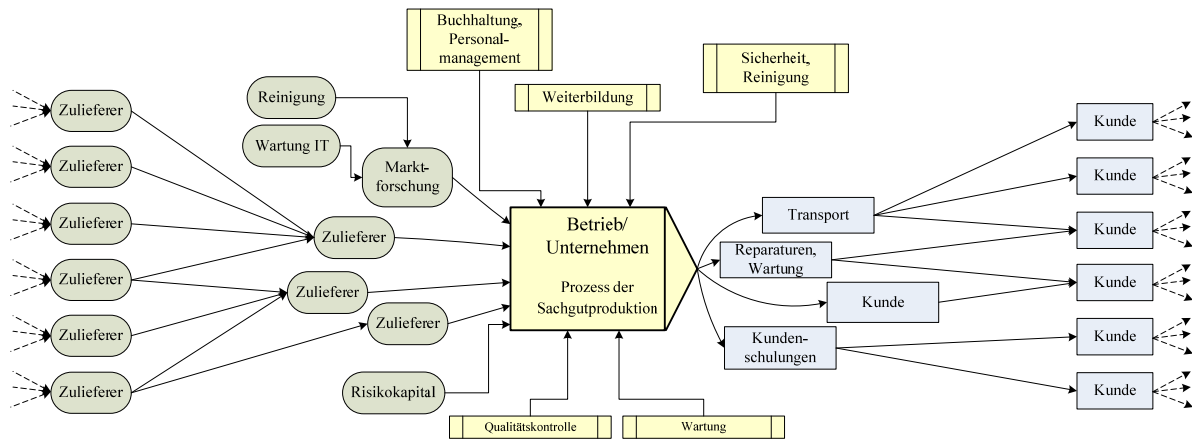 Buchhaltung,
Personal-
management
Sicherheit,
Reinigung
Weiterbildung
Reinigung
Wartung IT
Markt-
forschung
Zulieferer
Zulieferer
Zulieferer
Zulieferer
Zulieferer
Zulieferer
Zulieferer
Zulieferer
Zulieferer
Risikokapital
Betrieb/
Unternehmen
Prozess der
Sachgutproduktion
Qualitätskontrolle
Wartung
Transport
Reparaturen,
Wartung
Kunde
Kunden-
schulungen
Kunde
Kunde
Kunde
Kunde
Kunde
Kunde